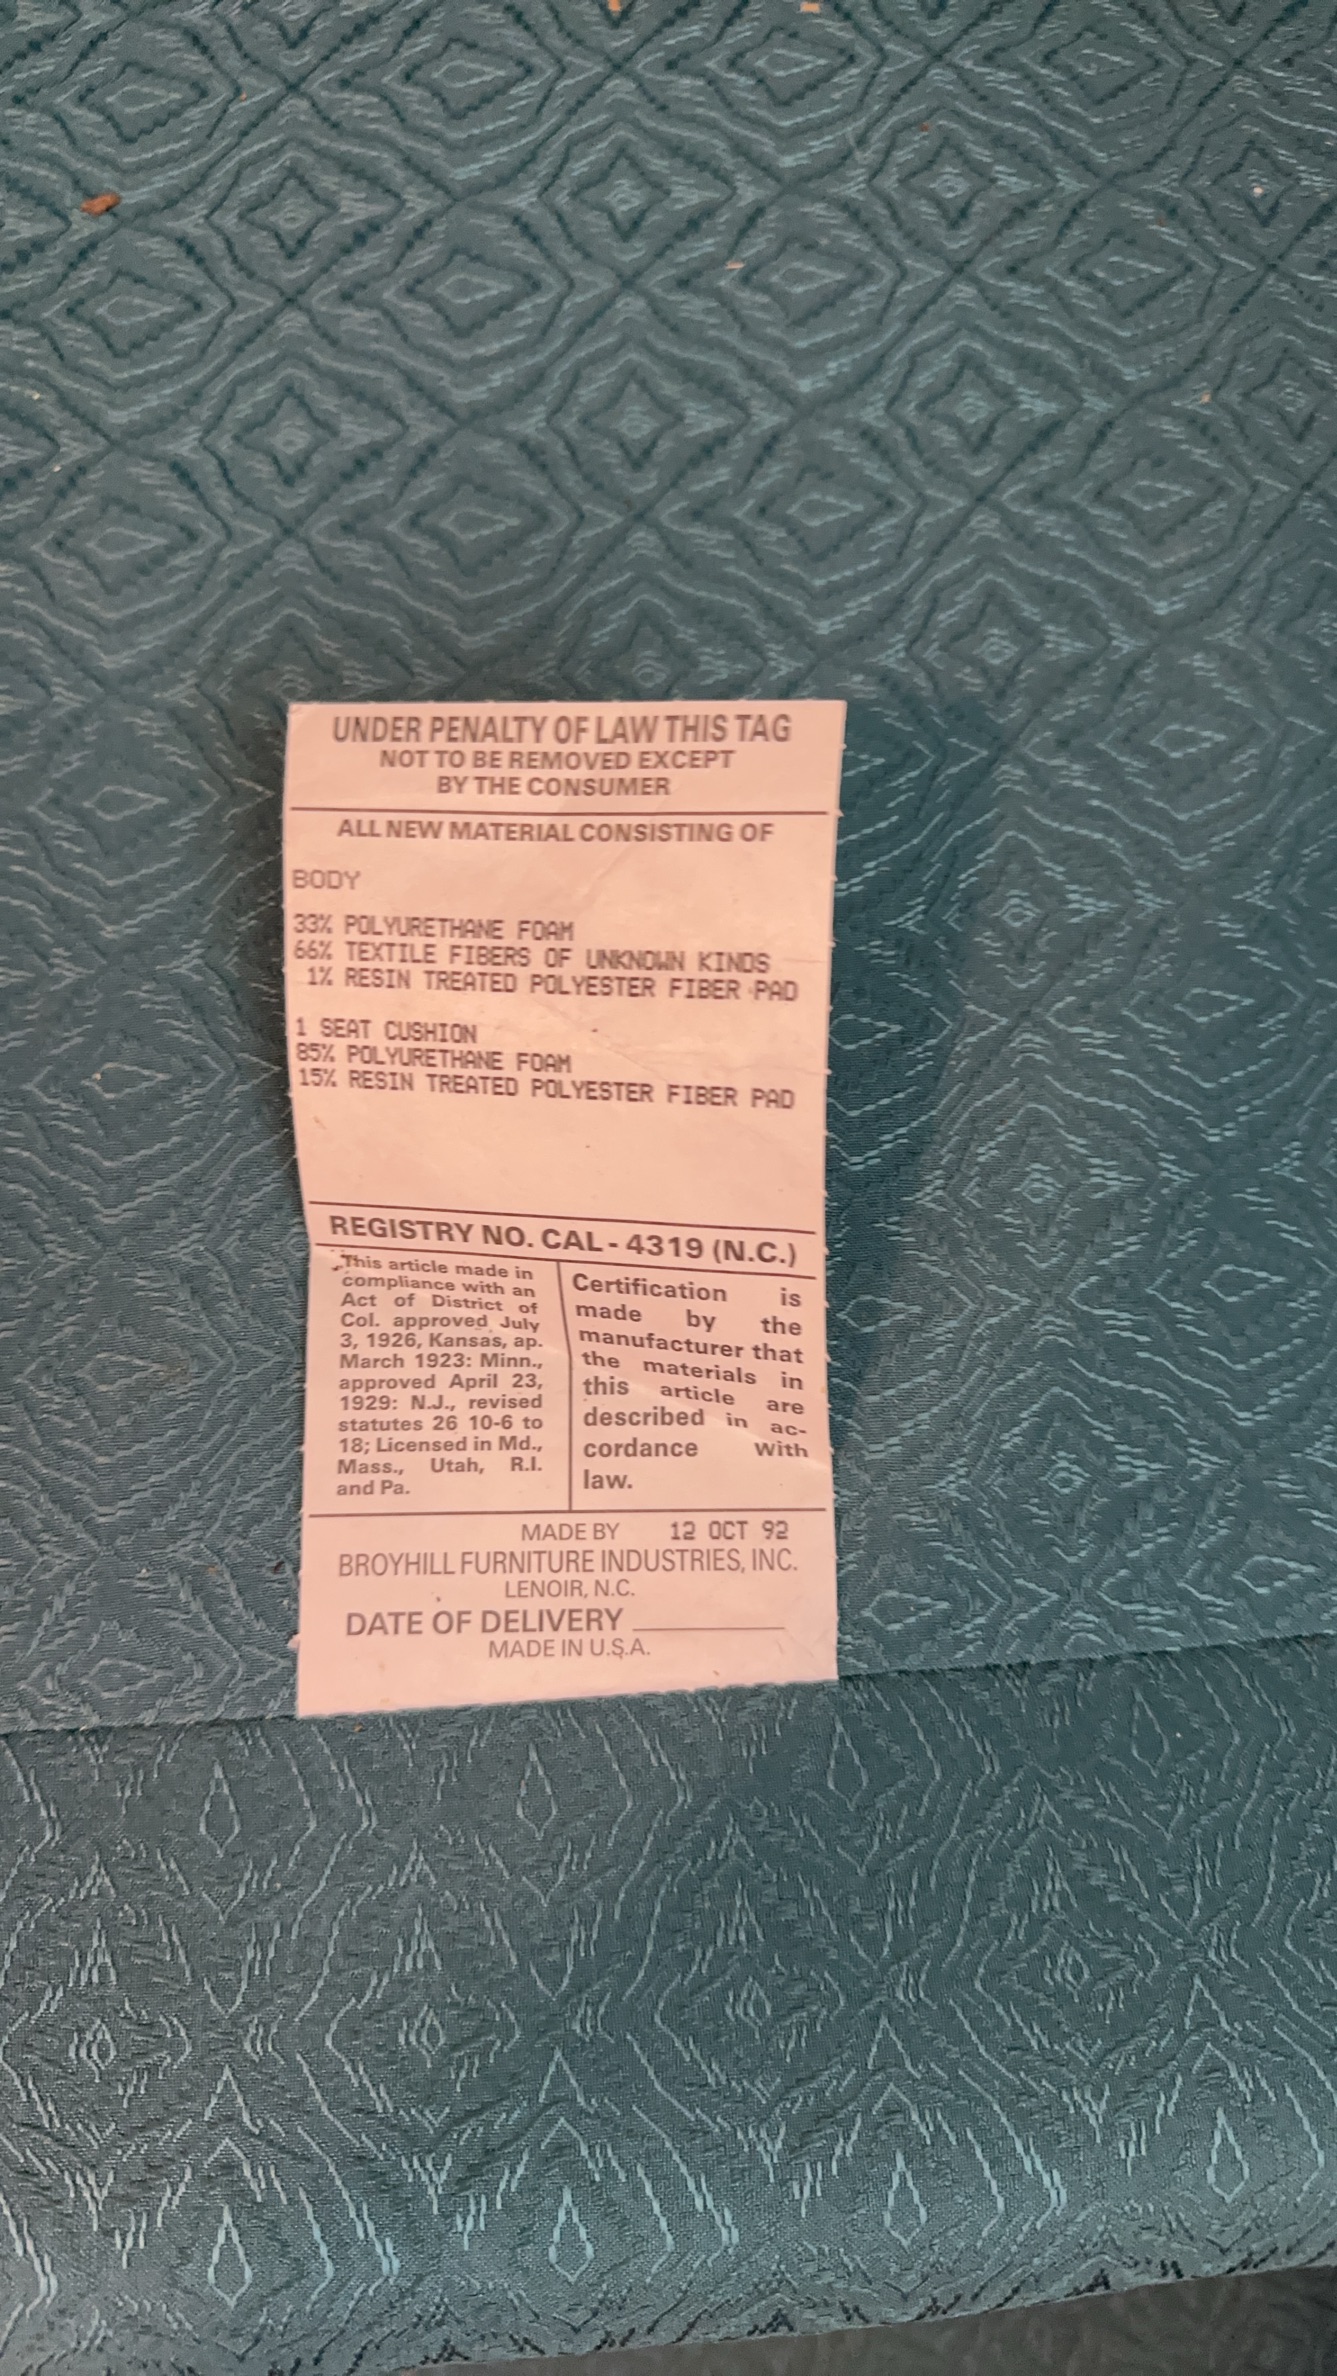 UNDER PENALTY OF LAW THIS TAG
NOT TO BE REMOVED EXCEPT
BY THE CONSUMER
ALL NEW MATERIAL CONSISTING OF
BODY
33% POLYURETHANE FOAM
66% TEXTILE FIBERS OF UNKNOWN KINDS
1% RESIN TREATED POLYESTER FIBER PAD
1 SEAT CUSHION
85% POLYURETHANE FOAM
15% RESIN TREATED POLYESTER FIBER PAD
REGISTRY NO. CAL - 4319 (N.C.)
This article made in
compliance with an
Act of District of
Col. approved July
3, 1926, Kansas, ap.
March 1923: Minn.,
approved April 23,
1929: N.J., revised
statutes 26 10-6 to
18; Licensed in Md.,
Mass., Utah, R.I.
and Pa.
Certification is
made by the
manufacturer that
the materials in
this article are
described in ac-
cordance With
law.
MADE BY 12 OCT 92
BROYHILL FURNITURE INDUSTRIES, INC.
LENOIR, N.C.
DATE OF DELIVERY
MADE IN U.S.A.